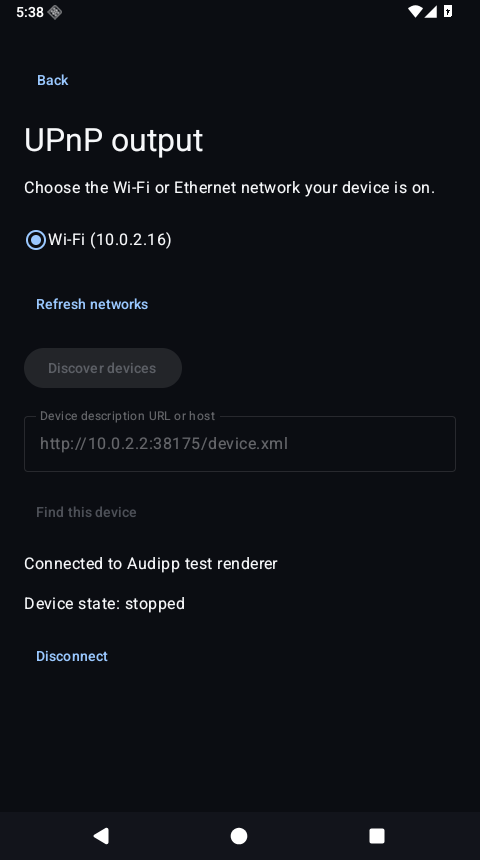 5:38
Back
UPnP output
Choose the Wi-Fi or Ethernet network your device is on.
Wi-Fi (10.0.2.16)
Refresh networks
Discover devices
Device description URL or host
http://10.0.2.2:38175/device.xml
Find this device
Connected to Audipp test renderer
Device state: stopped
Disconnect